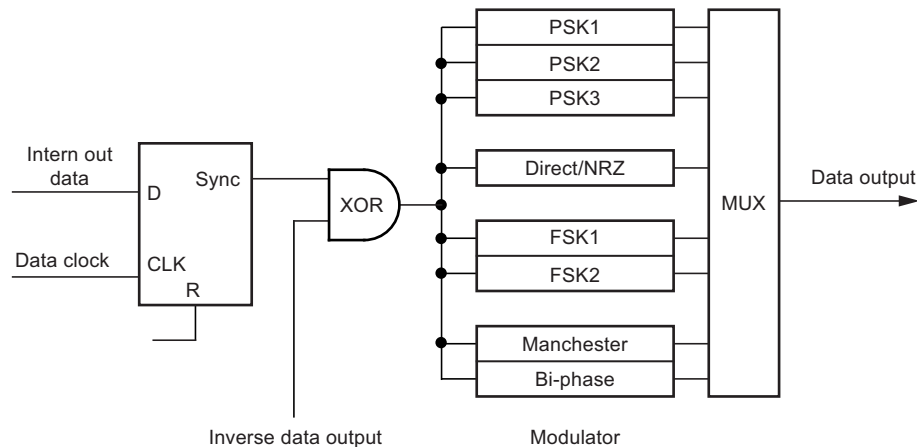 PSK1
PSK2
PSK3
Intern out
data
D
Sync
XOR
Direct/NRZ
MUX
Data output
Data clock
CLK
R
FSK1
FSK2
Manchester
Bi-phase
Inverse data output
Modulator